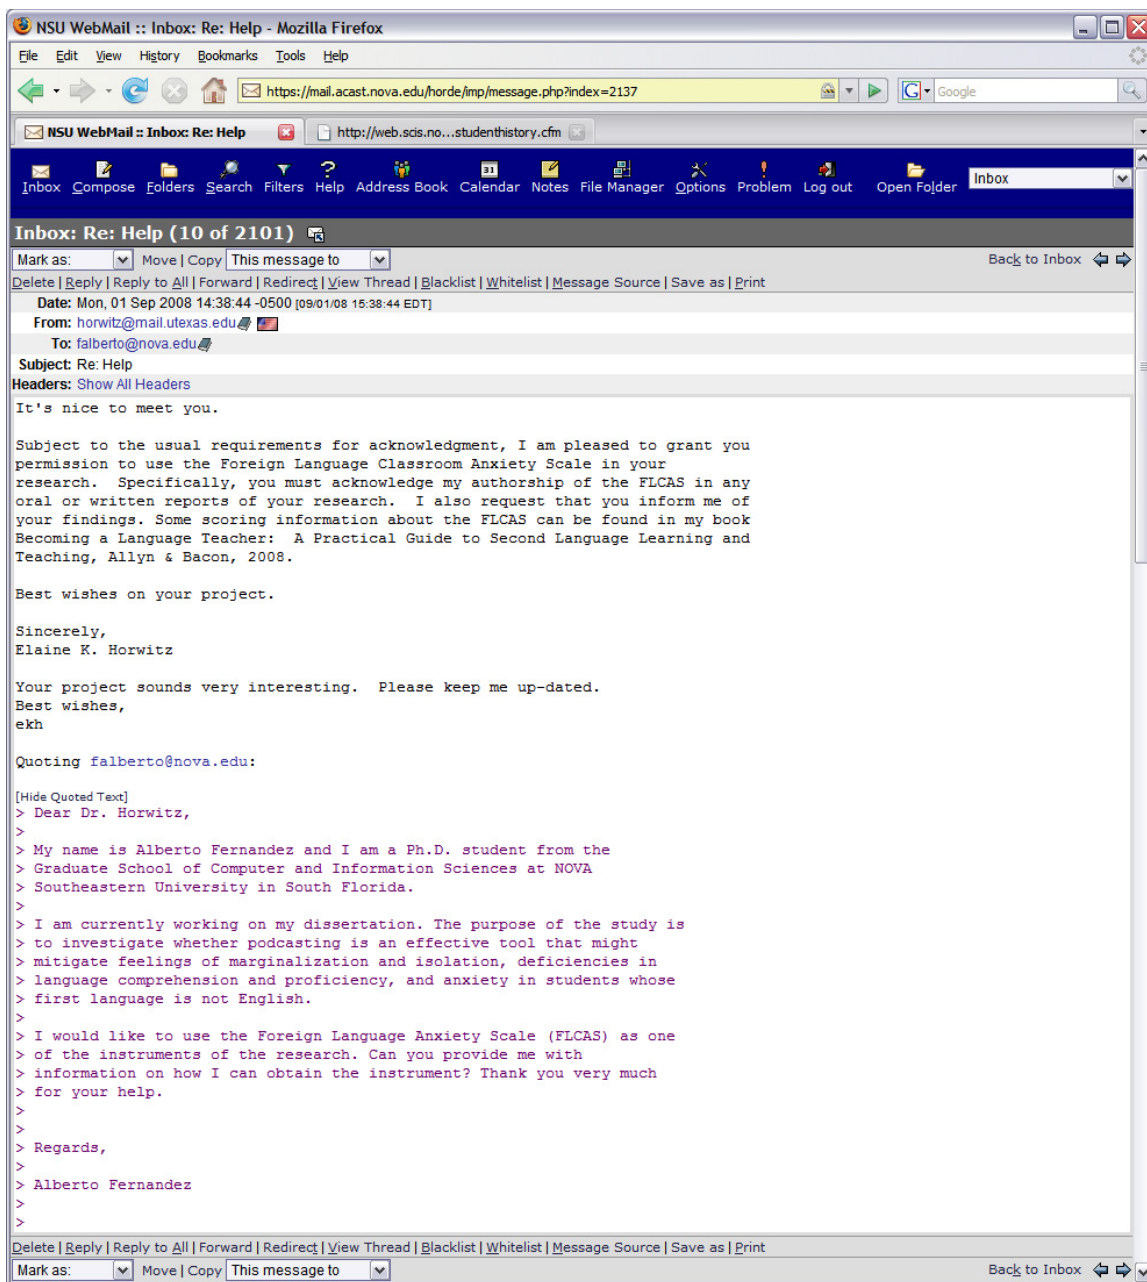 NSU WebMail :: Inbox: Re: Help - Mozilla Firefox
File Edit View History Bookmarks Tools Help
https://mail.acast.nova.edu/horde/imp/message.php?index=2137
G Google
NSU WebMail :: Inbox: Re: Help http://web.scis.no...studenthistory.cfm
31
Inbox Compose Folders Search Filters Help Address Book Calendar Notes File Manager Options Problem Log out Open Folder Inbox
Inbox: Re: Help (10 of 2101)
Mark as: Move | Copy This message to Back to Inbox
Delete | Reply | Reply to All | Forward | Redirect | View Thread | Blacklist | Whitelist | Message Source | Save as | Print
Date: Mon, 01 Sep 2008 14:38:44 -0500 [09/01/08 15:38:44 EDT]
From: horwitz@mail.utexas.edu
To: falberto@nova.edu
Subject: Re: Help
Headers: Show All Headers
It's nice to meet you.
Subject to the usual requirements for acknowledgment, I am pleased to grant you
permission to use the Foreign Language Classroom Anxiety Scale in your
research. Specifically, you must acknowledge my authorship of the FLCAS in any
oral or written reports of your research. I also request that you inform me of
your findings. Some scoring information about the FLCAS can be found in my book
Becoming a Language Teacher: A Practical Guide to Second Language Learning and
Teaching, Allyn & Bacon, 2008.
Best wishes on your project.
Sincerely,
Elaine K. Horwitz
Your project sounds very interesting. Please keep me up-dated.
Best wishes,
ekh
Quoting falberto@nova.edu:
[Hide Quoted Text]
> Dear Dr. Horwitz,
>
> My name is Alberto Fernandez and I am a Ph.D. student from the
> Graduate School of Computer and Information Sciences at NOVA
> Southeastern University in South Florida.
>
> I am currently working on my dissertation. The purpose of the study is
> to investigate whether podcasting is an effective tool that might
> mitigate feelings of marginalization and isolation, deficiencies in
> language comprehension and proficiency, and anxiety in students whose
> first language is not English.
>
> I would like to use the Foreign Language Anxiety Scale (FLCAS) as one
> of the instruments of the research. Can you provide me with
> information on how I can obtain the instrument? Thank you very much
> for your help.
>
>
> Regards,
>
> Alberto Fernandez
>
>
Delete | Reply | Reply to All | Forward | Redirect | View Thread | Blacklist | Whitelist | Message Source | Save as | Print
Mark as: Move | Copy This message to Back to Inbox